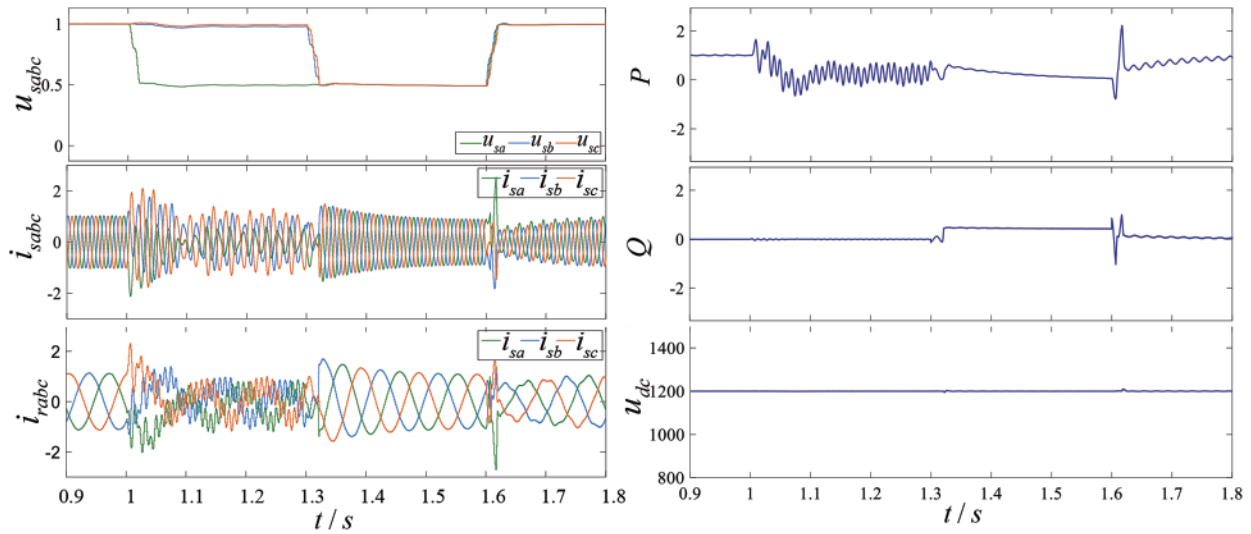 1
0.5
0
u_sabc
u_sa u_sb u_sc
2
0
-2
i_sabc
i_sa i_sb i_sc
2
0
-2
i_rabc
i_sa i_sb i_sc
0.9 1 1.1 1.2 1.3 1.4 1.5 1.6 1.7 1.8
t / s
2
0
-2
P
2
0
-2
Q
1400
1200
1000
800
u_dc
0.9 1 1.1 1.2 1.3 1.4 1.5 1.6 1.7 1.8
t / s